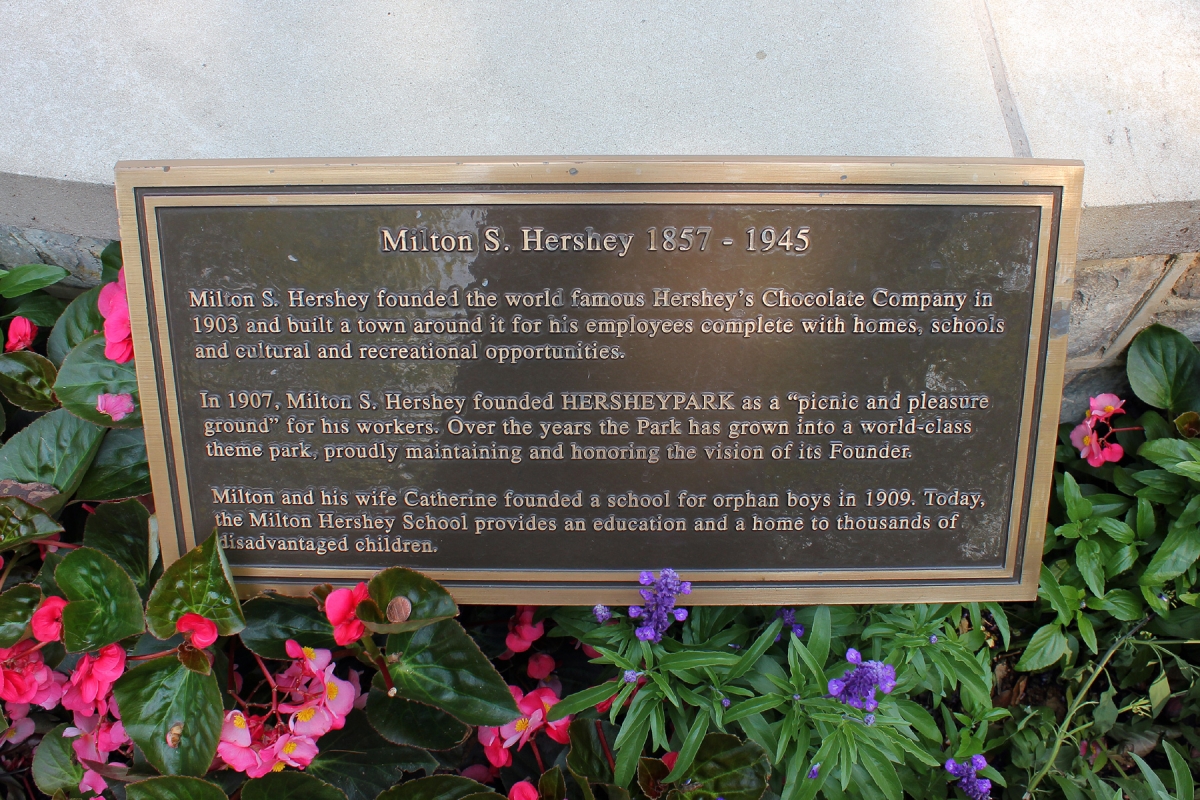 Milton S. Hershey 1857 - 1945
Milton S. Hershey founded the world famous Hershey's Chocolate Company in
1903 and built a town around it for his employees complete with homes, schools
and cultural and recreational opportunities.
In 1907, Milton S. Hershey founded HERSHEYPARK as a "picnic and pleasure
ground" for his workers. Over the years the Park has grown into a world-class
theme park, proudly maintaining and honoring the vision of its Founder.
Milton and his wife Catherine founded a school for orphan boys in 1909. Today,
the Milton Hershey School provides an education and a home to thousands of
disadvantaged children.